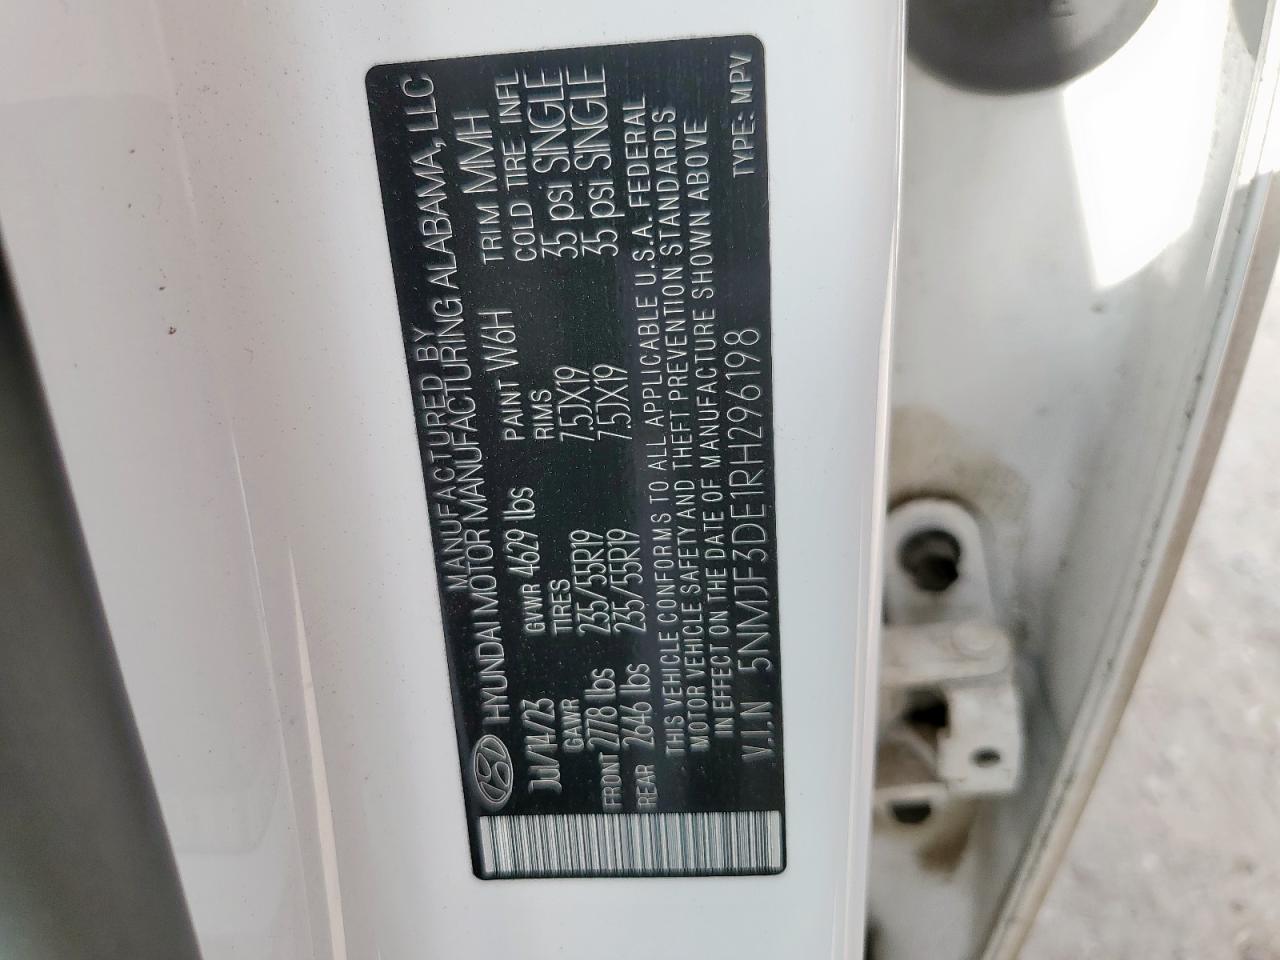 MANUFACTURED BY
HYUNDAI MOTOR MANUFACTURING ALABAMA, LLC
Jul/14/23 GVWR 4629 lbs PAINT W6H TRIM MMH
GAWR TIRES RIMS COLD TIRE INFL
FRONT 2778 lbs 235/55R19 7.5JX19 35 psi SINGLE
REAR 2646 lbs 235/55R19 7.5JX19 35 psi SINGLE
THIS VEHICLE CONFORMS TO ALL APPLICABLE U.S.A. FEDERAL
MOTOR VEHICLE SAFETY AND THEFT PREVENTION STANDARDS
IN EFFECT ON THE DATE OF MANUFACTURE SHOWN ABOVE
V.I.N 5NMJF3DE1RH296198 TYPE: MPV